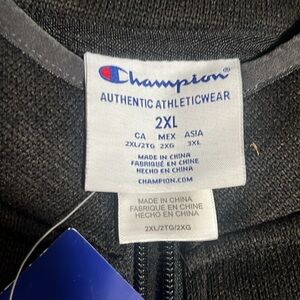 Champion
AUTHENTIC ATHLETICWEAR
2XL
CA MEX ASIA
2XL/2TG 2XG 3XL
MADE IN CHINA
FABRIQUÉ EN CHINE
HECHO EN CHINA
CHAMPION.COM
MADE IN CHINA
FABRIQUE EN CHINE
HECHO EN CHINA
2XL/2TG/2XG